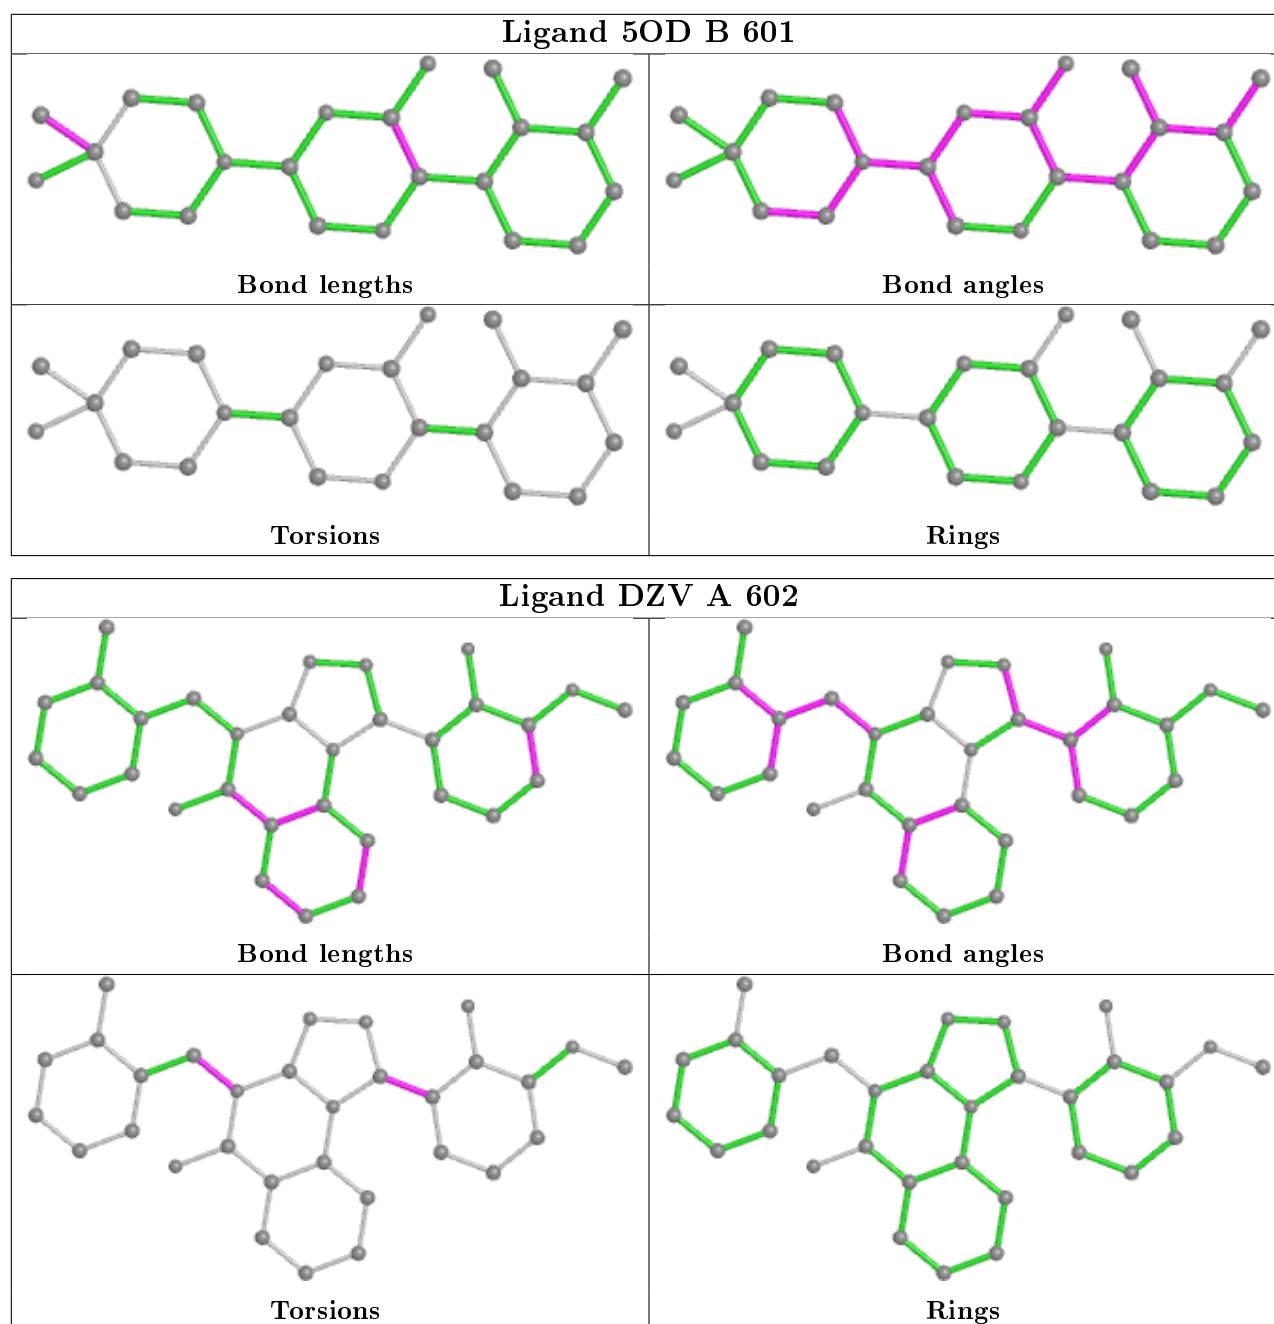 Ligand 5OD B 601
Bond lengths
Bond angles
Torsions
Rings
Ligand DZV A 602
Bond lengths
Bond angles
Torsions
Rings